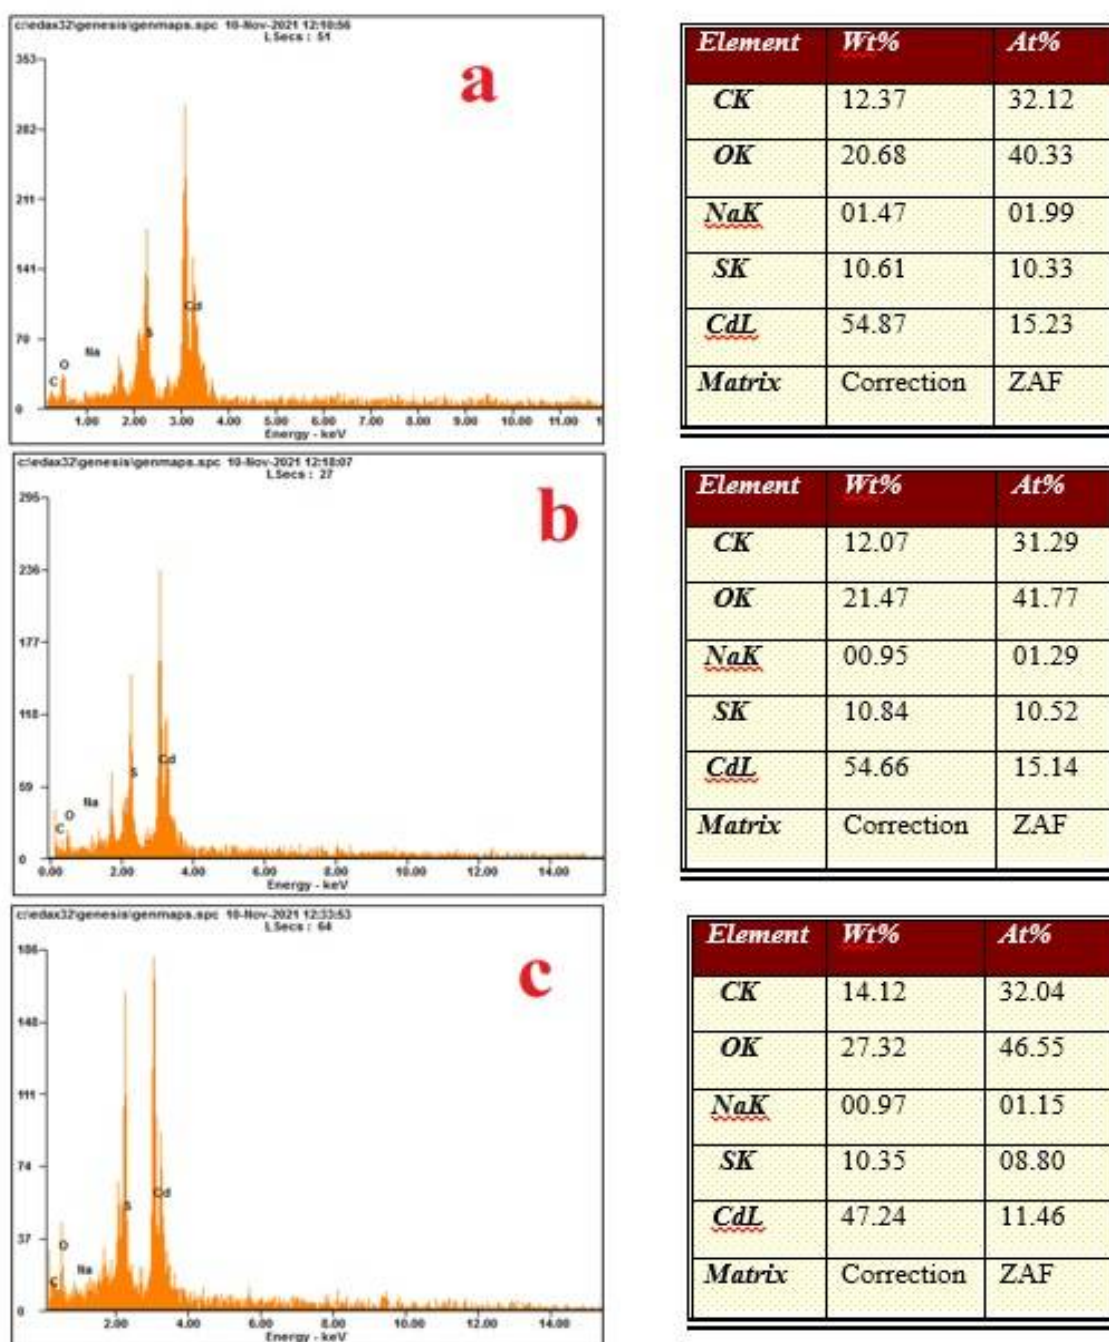 c:\edax32\genesis\genmaps.spc 10-Nov-2021 12:10:56
LSecs : 51
a
353
282
211
141
70
0
C
O
Na
S
Cd
1.00 2.00 3.00 4.00 5.00 6.00 7.00 8.00 9.00 10.00 11.00 1
Energy - keV
Element Wt% At%
CK 12.37 32.12
OK 20.68 40.33
NaK 01.47 01.99
SK 10.61 10.33
CdL 54.87 15.23
Matrix Correction ZAF
c:\edax32\genesis\genmaps.spc 10-Nov-2021 12:18:07
LSecs : 27
b
295
236
177
118
59
0
C
O
Na
S
Cd
0.00 2.00 4.00 6.00 8.00 10.00 12.00 14.00
Energy - keV
Element Wt% At%
CK 12.07 31.29
OK 21.47 41.77
NaK 00.95 01.29
SK 10.84 10.52
CdL 54.66 15.14
Matrix Correction ZAF
c:\edax32\genesis\genmaps.spc 10-Nov-2021 12:33:53
LSecs : 64
c
186
148
111
74
37
0
C
O
Na
S
Cd
2.00 4.00 6.00 8.00 10.00 12.00 14.00
Energy - keV
Element Wt% At%
CK 14.12 32.04
OK 27.32 46.55
NaK 00.97 01.15
SK 10.35 08.80
CdL 47.24 11.46
Matrix Correction ZAF